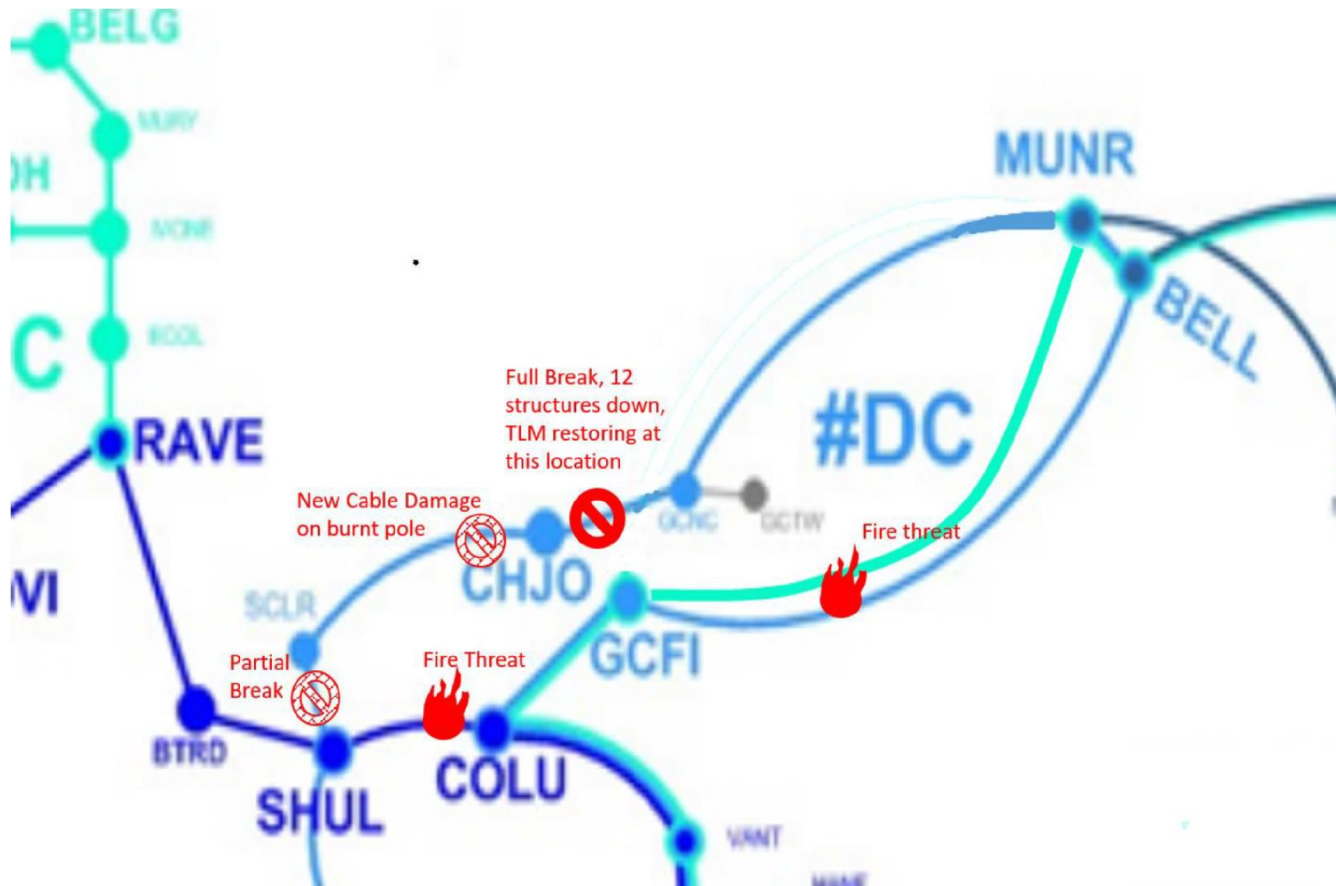 BELG
MURY
OH
MONE
C
RAVE
VI
MUNR
BELL
#DC
Full Break, 12
structures down,
TLM restoring at
this location
New Cable Damage
on burnt pole
GCNC
GCTW
Fire threat
CHJO
SCLR
GCFI
Partial
Break
Fire Threat
BTRD
SHUL
COLU
VANT